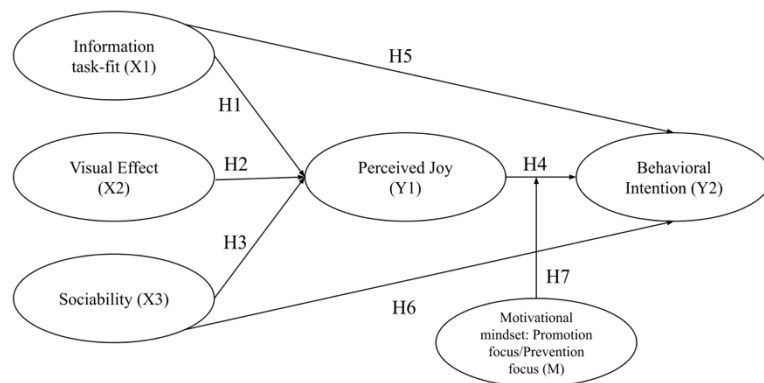 Information
task-fit (X1)
H5
H1
Visual Effect
(X2)
H2
Perceived Joy
(Y1)
H4
Behavioral
Intention (Y2)
H3
Sociability (X3)
H6
H7
Motivational
mindset: Promotion
focus/Prevention
focus (M)